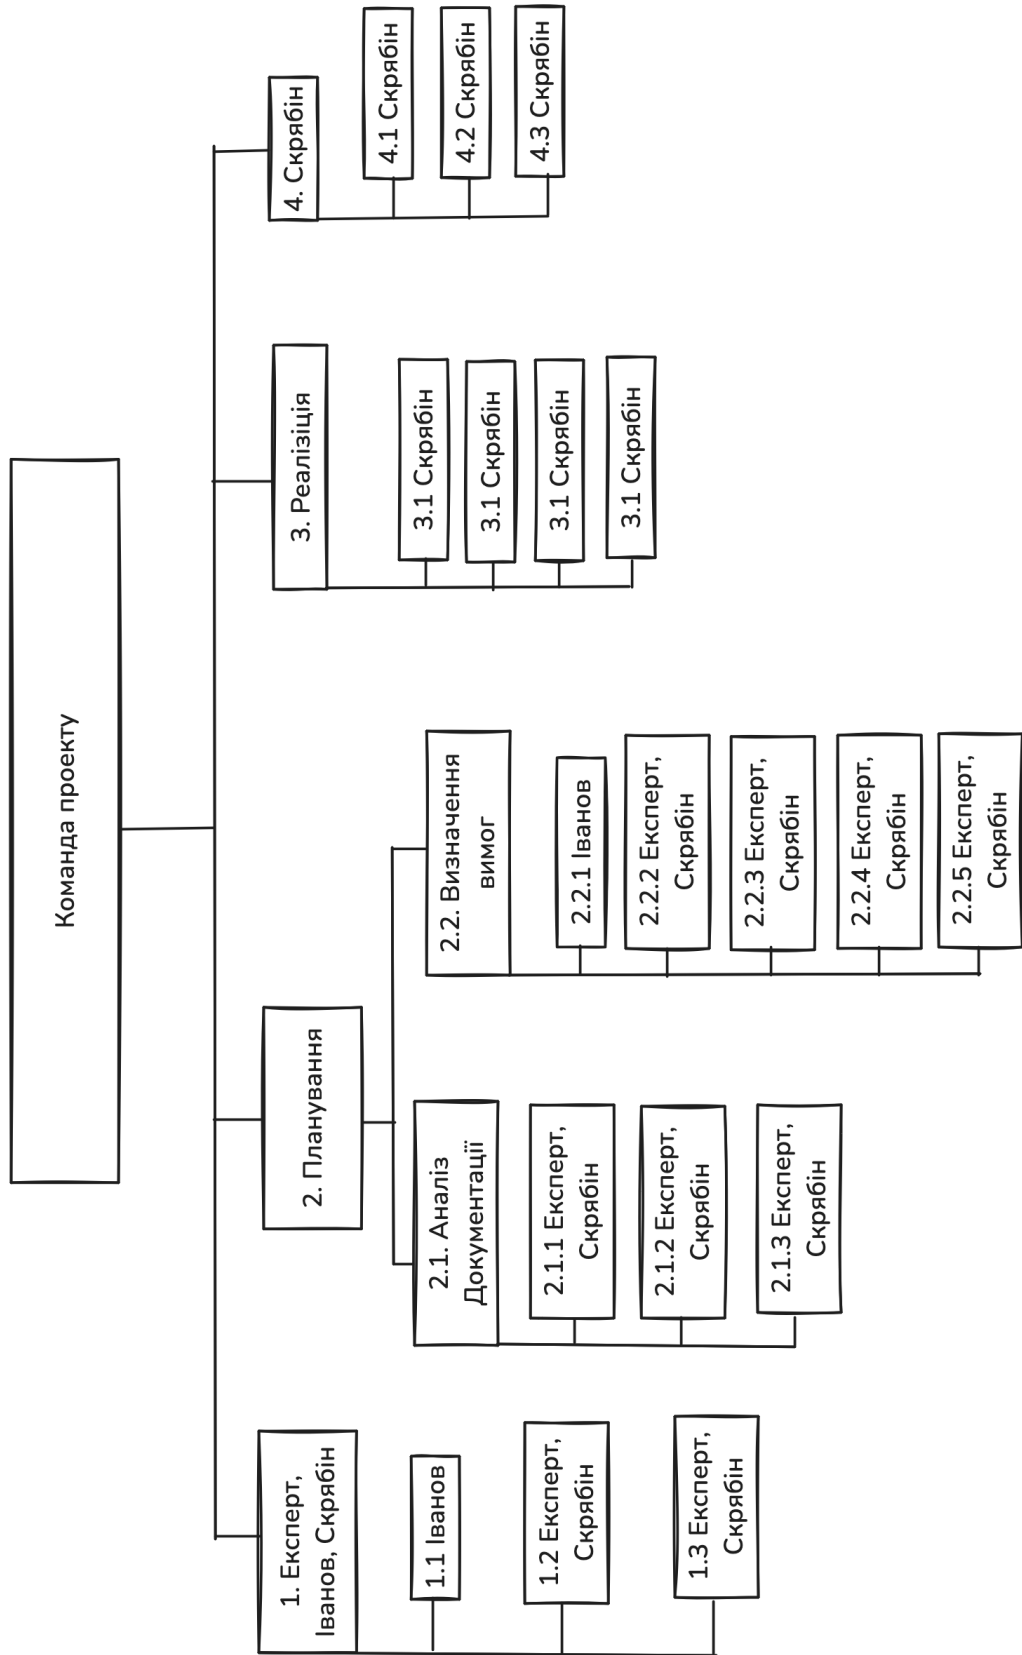 Команда проекту
1. Експерт,
Іванов, Скрябін
1.1 Іванов
1.2 Експерт,
Скрябін
1.3 Експерт,
Скрябін
2. Планування
2.1. Аналіз
Документації
2.1.1 Експерт,
Скрябін
2.1.2 Експерт,
Скрябін
2.1.3 Експерт,
Скрябін
2.2. Визначення
вимог
2.2.1 Іванов
2.2.2 Експерт,
Скрябін
2.2.3 Експерт,
Скрябін
2.2.4 Експерт,
Скрябін
2.2.5 Експерт,
Скрябін
3. Реалізіція
3.1 Скрябін
3.1 Скрябін
3.1 Скрябін
3.1 Скрябін
4. Скрябін
4.1 Скрябін
4.2 Скрябін
4.3 Скрябін